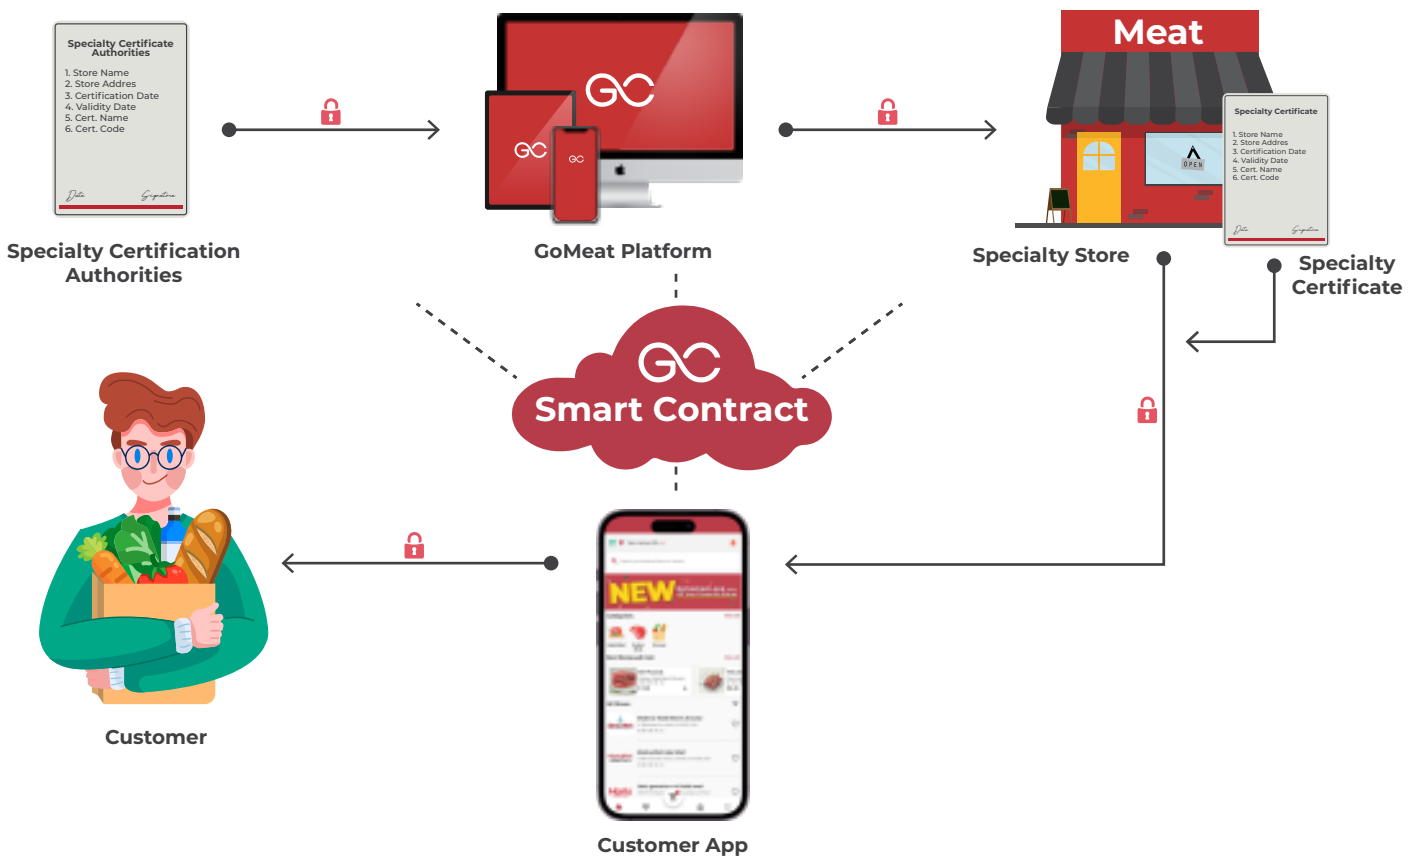 Specialty Certificate
Authorities
1. Store Name
2. Store Addres
3. Certification Date
4. Validity Date
5. Cert. Name
6. Cert. Code
Date Signature
Specialty Certification
Authorities
GC
GC
GC
GoMeat Platform
Meat
OPEN
Specialty Certificate
1. Store Name
2. Store Addres
3. Certification Date
4. Validity Date
5. Cert. Name
6. Cert. Code
Date Signature
Specialty Store
Specialty
Certificate
GC
Smart Contract
Customer
NEW
Customer App